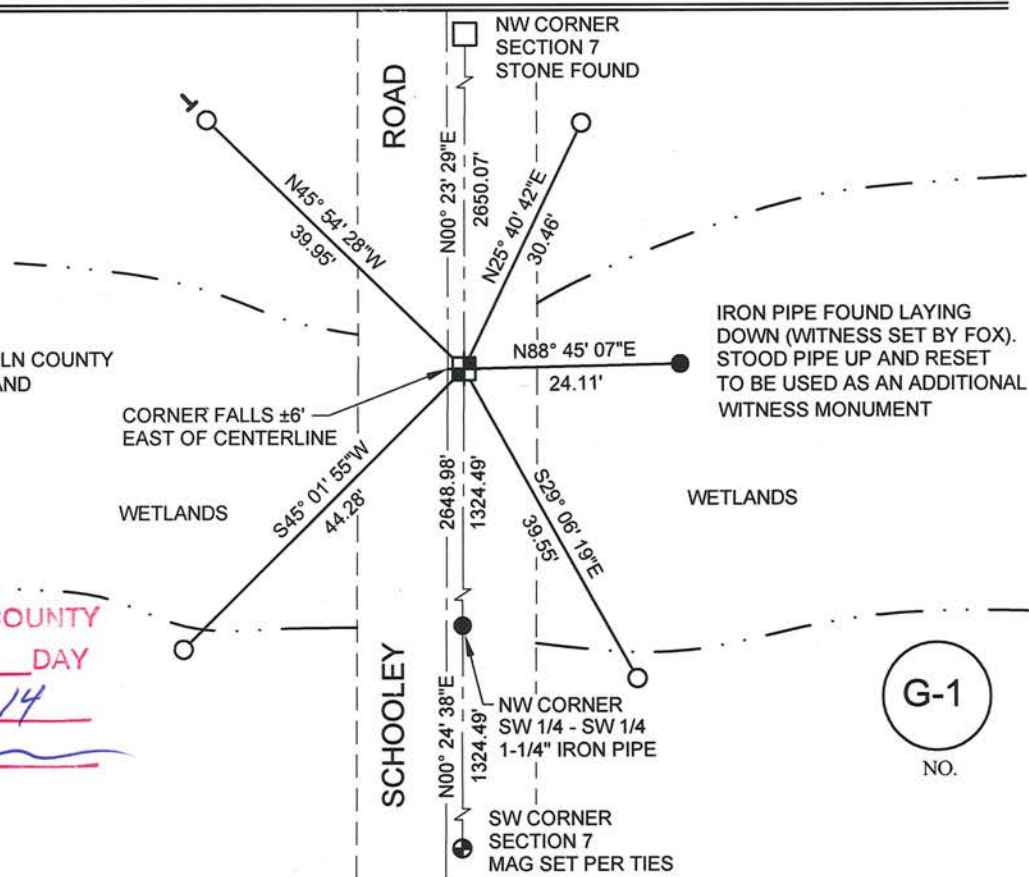 NW CORNER
SECTION 7
STONE FOUND
ROAD
N00° 23' 29"E
2650.07'
N45° 54' 28"W
39.95'
N25° 40' 42"E
30.46'
N88° 45' 07"E
24.11'
IRON PIPE FOUND LAYING
DOWN (WITNESS SET BY FOX).
STOOD PIPE UP AND RESET
TO BE USED AS AN ADDITIONAL
WITNESS MONUMENT
LN COUNTY
AND
CORNER FALLS ±6'
EAST OF CENTERLINE
WETLANDS
S45° 01' 55"W
44.28'
2648.98'
1324.49'
S29° 06' 19"E
39.55'
WETLANDS
OUNTY
DAY
14
SCHOOLEY
N00° 24' 38"E
1324.49'
NW CORNER
SW 1/4 - SW 1/4
1-1/4" IRON PIPE
SW CORNER
SECTION 7
MAG SET PER TIES
G-1
NO.